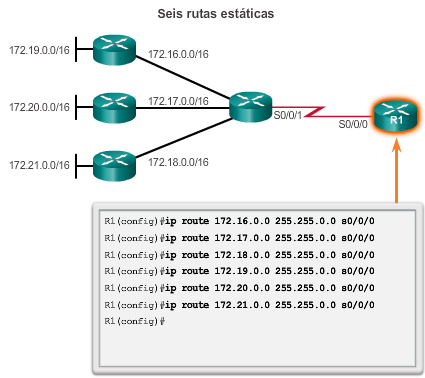 Seis rutas estáticas
172.19.0.0/16
172.16.0.0/16
172.20.0.0/16
172.17.0.0/16
S0/0/1
S0/0/0
R1
172.21.0.0/16
172.18.0.0/16
R1(config)#ip route 172.16.0.0 255.255.0.0 s0/0/0
R1(config)#ip route 172.17.0.0 255.255.0.0 s0/0/0
R1(config)#ip route 172.18.0.0 255.255.0.0 s0/0/0
R1(config)#ip route 172.19.0.0 255.255.0.0 s0/0/0
R1(config)#ip route 172.20.0.0 255.255.0.0 s0/0/0
R1(config)#ip route 172.21.0.0 255.255.0.0 s0/0/0
R1(config)#